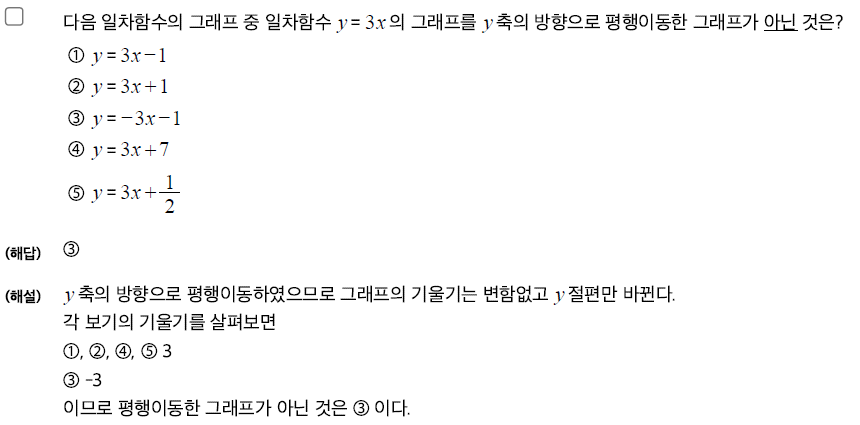 다음 일차함수의 그래프 중 일차함수 y = 3x의 그래프를 y축의 방향으로 평행이동한 그래프가 아닌 것은?
① y = 3x－1
② y = 3x＋1
③ y = －3x－1
④ y = 3x＋7
⑤ y = 3x＋1/2
(해답) ③
(해설) y축의 방향으로 평행이동하였으므로 그래프의 기울기는 변함없고 y절편만 바뀐다.
각 보기의 기울기를 살펴보면
①, ②, ④, ⑤ 3
③ -3
이므로 평행이동한 그래프가 아닌 것은 ③ 이다.